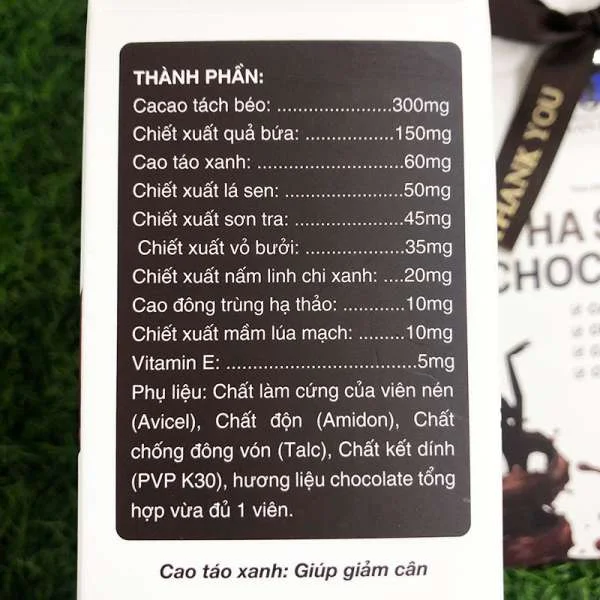 THÀNH PHẦN:
Cacao tách béo: ......................300mg
Chiết xuất quả bứa: .................150mg
Cao táo xanh: ............................60mg
Chiết xuất lá sen: .......................50mg
Chiết xuất sơn tra: ......................45mg
Chiết xuất vỏ bưởi: ....................35mg
Chiết xuất nấm linh chi xanh: ....20mg
Cao đông trùng hạ thảo: ............10mg
Chiết xuất mầm lúa mạch: .........10mg
Vitamin E: ....................................5mg
Phụ liệu: Chất làm cứng của viên nén
(Avicel), Chất độn (Amidon), Chất
chống đông vón (Talc), Chất kết dính
(PVP K30), hương liệu chocolate tổng
hợp vừa đủ 1 viên.
Cao táo xanh: Giúp giảm cân
THANK YOU
HA S
CHOC